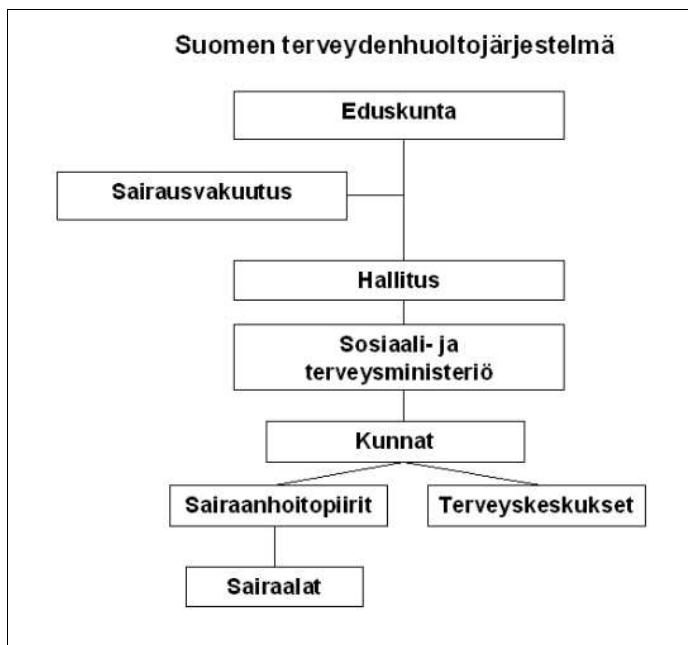 Suomen terveydenhuoltojärjestelmä
Eduskunta
Sairausvakuutus
Hallitus
Sosiaali- ja
terveysministeriö
Kunnat
Sairaanhoitopiirit
Terveyskeskukset
Sairaalat